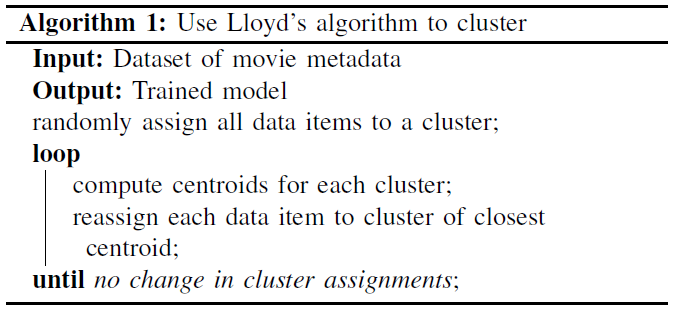 Algorithm 1: Use Lloyd's algorithm to cluster
Input: Dataset of movie metadata
Output: Trained model
randomly assign all data items to a cluster;
loop
compute centroids for each cluster;
reassign each data item to cluster of closest
centroid;
until no change in cluster assignments;